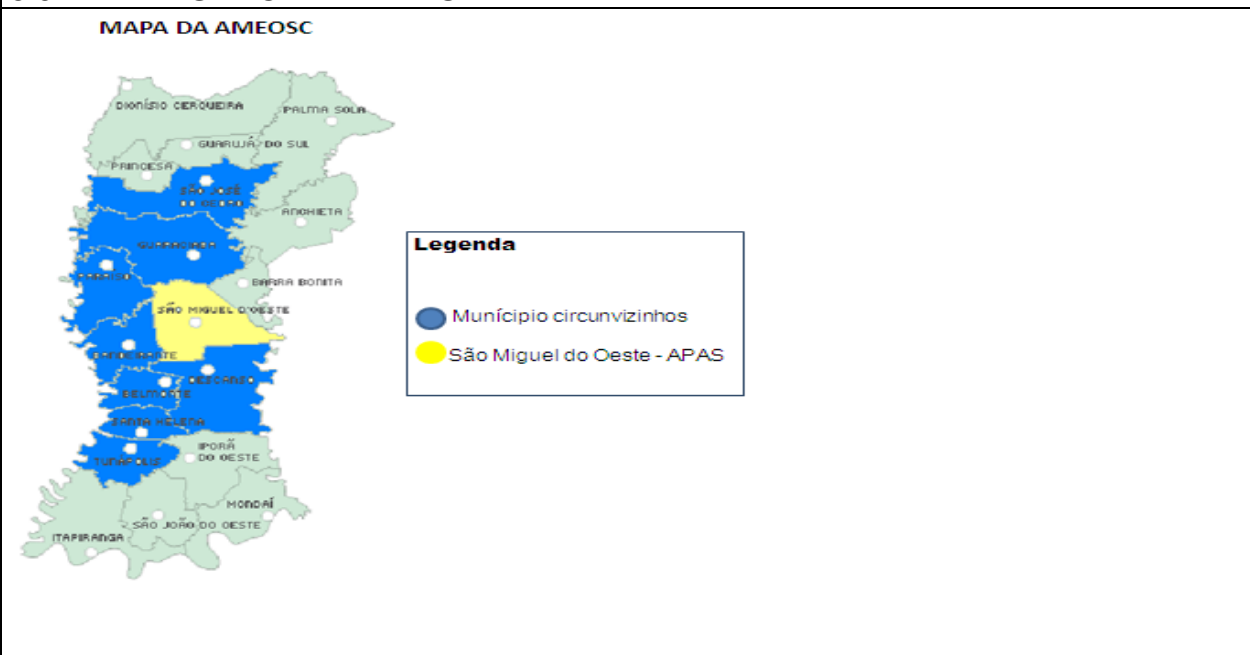 MAPA DA AMEOSC
DIONÍSIO CERQUEIRA
PALMA SOLA
GUARUJÁ DO SUL
PRINCESA
SÃO JOSÉ
DO CEDRO
ANCHIETA
GUARACIABA
PARAÍSO
BARRA BONITA
SÃO MIGUEL D'OESTE
BANDEIRANTE
DESCANSO
BELMONTE
SANTA HELENA
IPORÃ
DO OESTE
TUNÁPOLIS
MONDAÍ
SÃO JOÃO DO OESTE
ITAPIRANGA
Legenda
Munícipio circunvizinhos
São Miguel do Oeste - APAS